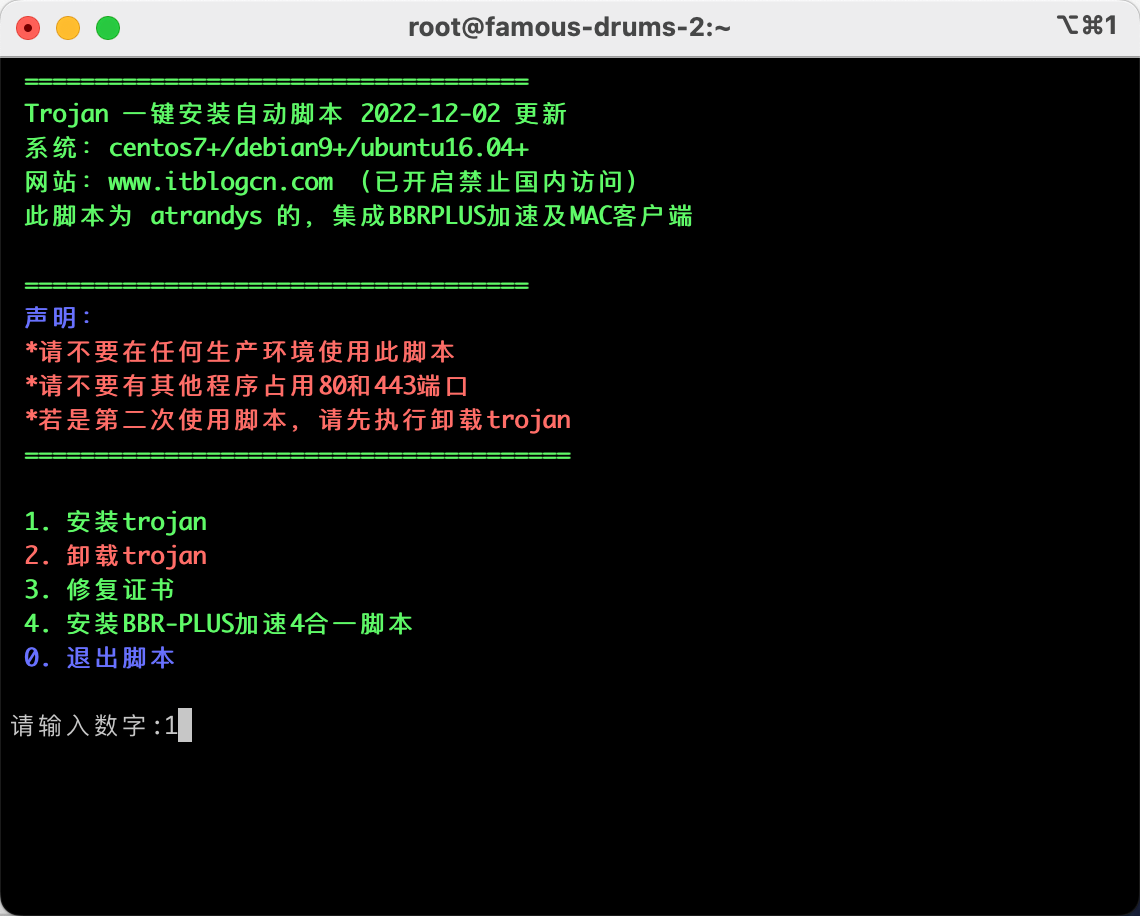 root@famous-drums-2:~
⌥⌘1
====================================
Trojan 一键安装自动脚本 2022-12-02 更新
系统：centos7+/debian9+/ubuntu16.04+
网站：www.itblogcn.com （已开启禁止国内访问）
此脚本为 atrandys 的，集成BBRPLUS加速及MAC客户端
====================================
声明：
*请不要在任何生产环境使用此脚本
*请不要有其他程序占用80和443端口
*若是第二次使用脚本，请先执行卸载trojan
=======================================
1. 安装trojan
2. 卸载trojan
3. 修复证书
4. 安装BBR-PLUS加速4合一脚本
0. 退出脚本
请输入数字:1